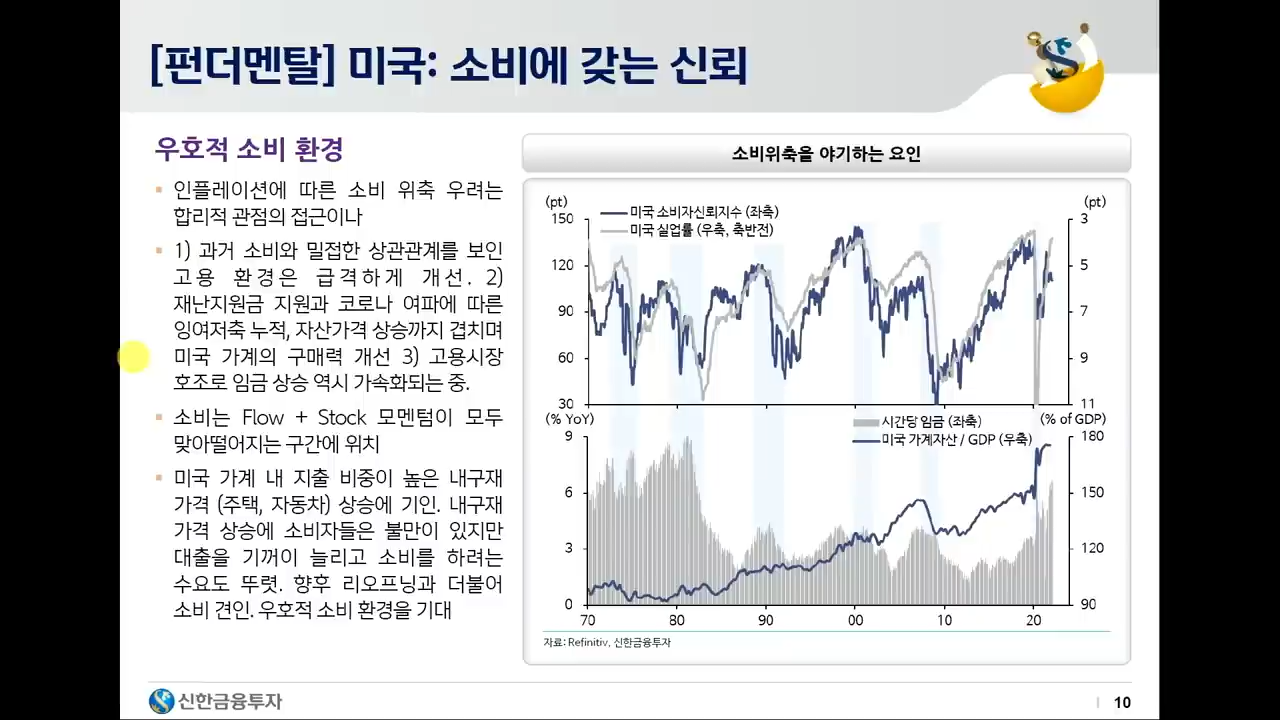 [펀더멘탈] 미국: 소비에 갖는 신뢰
우호적 소비 환경
인플레이션에 따른 소비 위축 우려는
합리적 관점의 접근이나
1) 과거 소비와 밀접한 상관관계를 보인
고용 환경은 급격하게 개선. 2)
재난지원금 지원과 코로나 여파에 따른
잉여저축 누적, 자산가격 상승까지 겹치며
미국 가계의 구매력 개선 3) 고용시장
호조로 임금 상승 역시 가속화되는 중.
소비는 Flow + Stock 모멘텀이 모두
맞아떨어지는 구간에 위치
미국 가계 내 지출 비중이 높은 내구재
가격 (주택, 자동차) 상승에 기인. 내구재
가격 상승에 소비자들은 불만이 있지만
대출을 기꺼이 늘리고 소비를 하려는
수요도 뚜렷. 향후 리오프닝과 더불어
소비 견인. 우호적 소비 환경을 기대
소비위축을 야기하는 요인
(pt) (pt)
미국 소비자신뢰지수 (좌축)
미국 실업률 (우축, 축반전)
150 3
120 5
90 7
60 9
30 11
(% YoY) (% of GDP)
시간당 임금 (좌축)
미국 가계자산 / GDP (우축)
9 180
6 150
3 120
0 90
70 80 90 00 10 20
자료: Refinitiv, 신한금융투자
신한금융투자
10